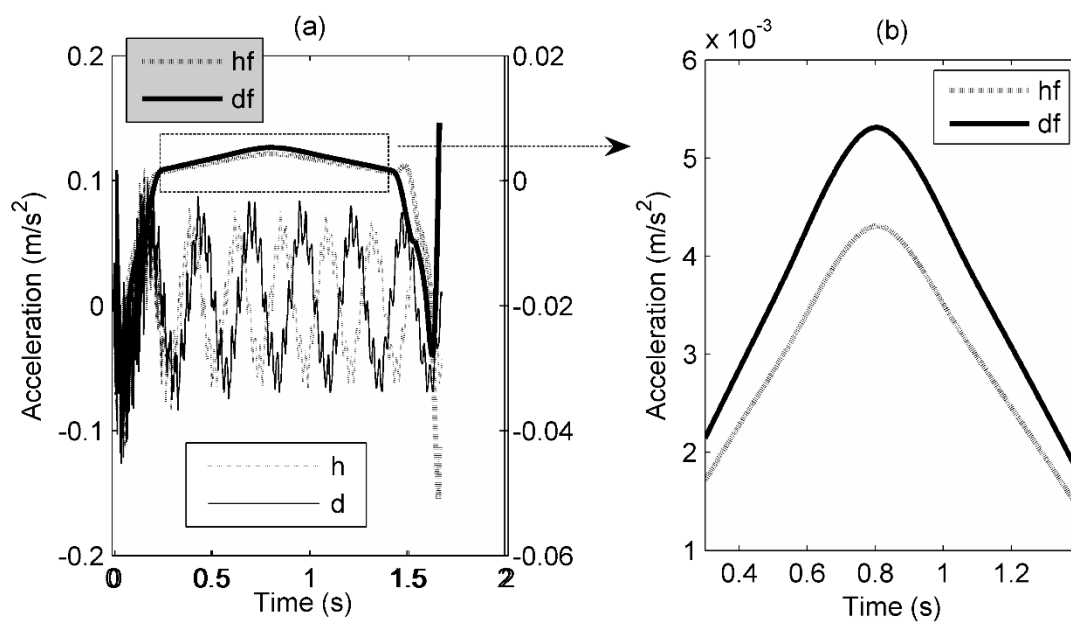 (a)
0.2
0.1
0
-0.1
-0.2
Acceleration (m/s²)
hf
df
h
d
0.02
0
-0.02
-0.04
-0.06
0 0.5 1 1.5 2
Time (s)
(b)
x 10⁻³
6
5
4
3
2
1
Acceleration (m/s²)
hf
df
0.4 0.6 0.8 1 1.2
Time (s)